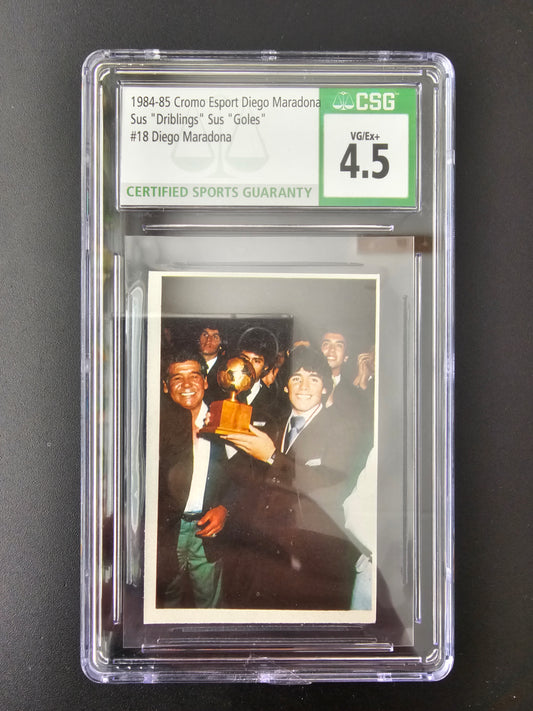 1984-85 Cromo Esport Diego Maradona
Sus "Driblings" Sus "Goles"
#18 Diego Maradona
CERTIFIED SPORTS GUARANTY
CSG™
VG/Ex+
4.5